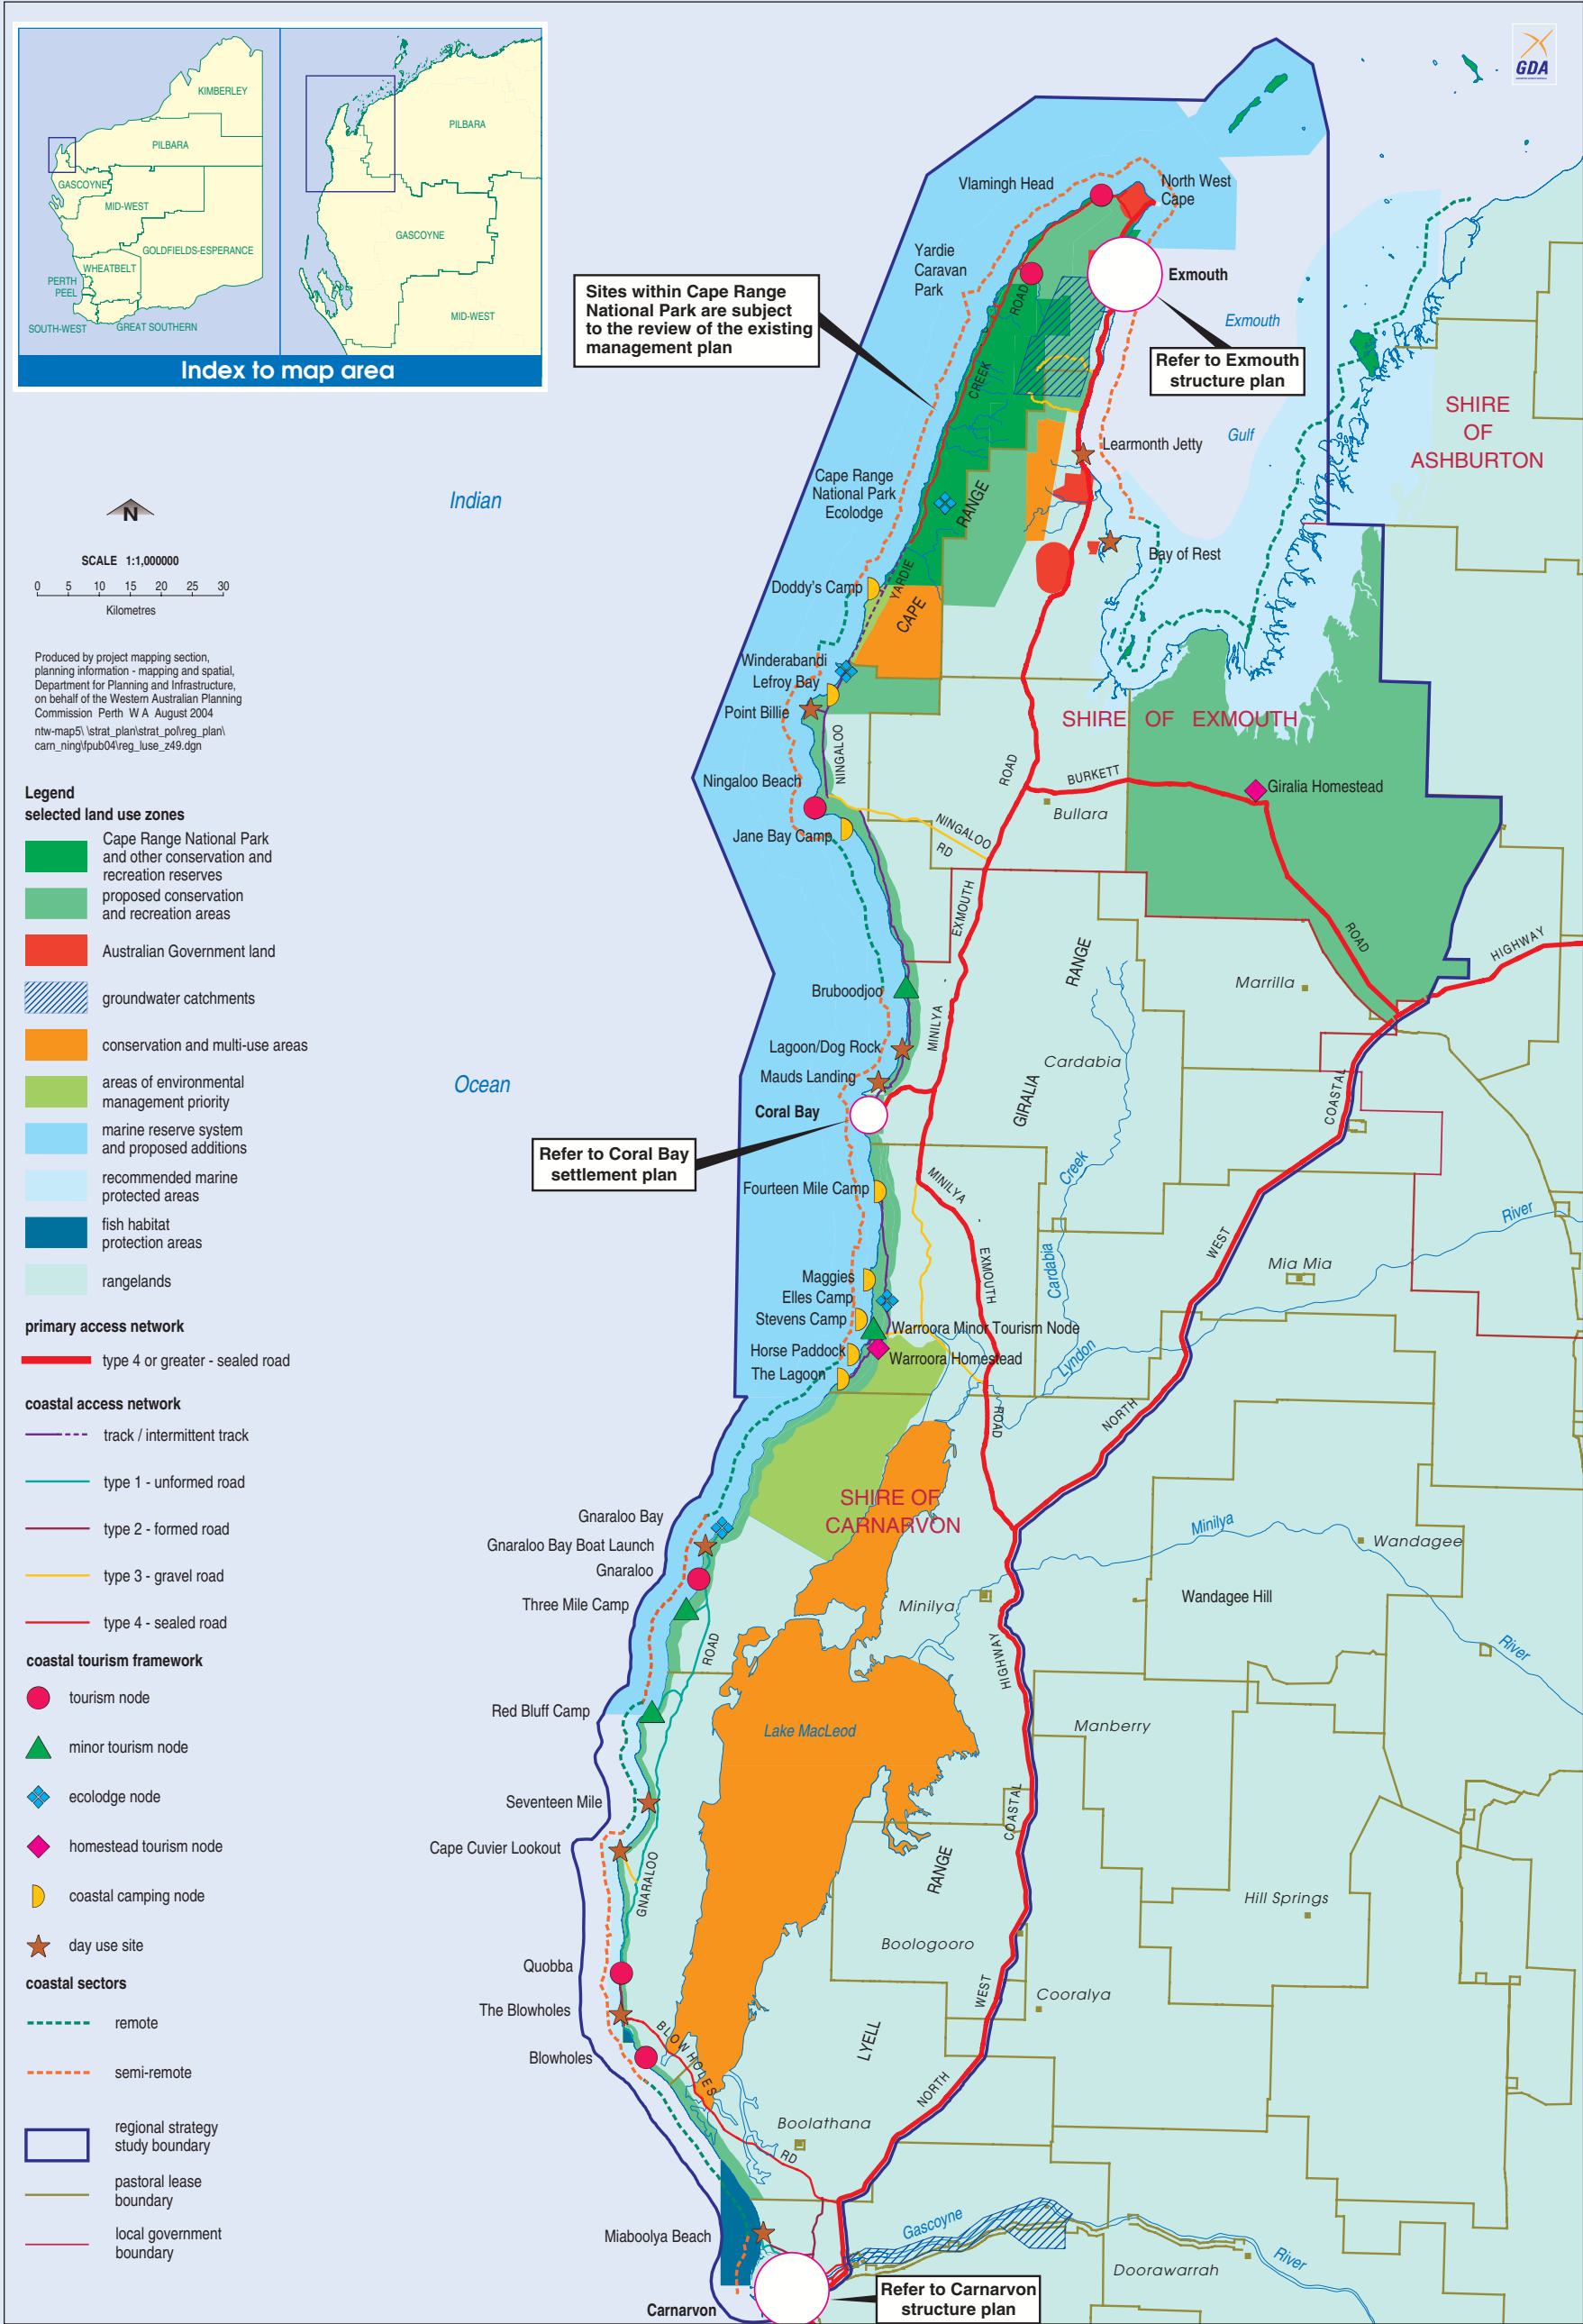 KIMBERLEY
PILBARA
GASCOYNE
MID-WEST
GOLDFIELDS-ESPERANCE
WHEATBELT
PERTH
PEEL
SOUTH-WEST
GREAT SOUTHERN
PILBARA
GASCOYNE
MID-WEST
Index to map area
GDA
N
SCALE 1:1,000000
0 5 10 15 20 25 30
Kilometres
Produced by project mapping section,
planning information - mapping and spatial,
Department for Planning and Infrastructure,
on behalf of the Western Australian Planning
Commission Perth W A August 2004
ntw-map5\ \strat_plan\strat_pol\reg_plan\
carn_ning\fpub04\reg_luse_z49.dgn
Legend
selected land use zones
Cape Range National Park
and other conservation and
recreation reserves
proposed conservation
and recreation areas
Australian Government land
groundwater catchments
conservation and multi-use areas
areas of environmental
management priority
marine reserve system
and proposed additions
recommended marine
protected areas
fish habitat
protection areas
rangelands
primary access network
type 4 or greater - sealed road
coastal access network
track / intermittent track
type 1 - unformed road
type 2 - formed road
type 3 - gravel road
type 4 - sealed road
coastal tourism framework
tourism node
minor tourism node
ecolodge node
homestead tourism node
coastal camping node
day use site
coastal sectors
remote
semi-remote
regional strategy
study boundary
pastoral lease
boundary
local government
boundary
Vlamingh Head
North West
Cape
Yardie
Caravan
Park
Exmouth
Sites within Cape Range
National Park are subject
to the review of the existing
management plan
Exmouth
Refer to Exmouth
structure plan
ROAD
CREEK
SHIRE
OF
ASHBURTON
Learmonth Jetty
Gulf
Indian
Cape Range
National Park
Ecolodge
RANGE
Bay of Rest
Doddy's Camp
YARDIE
CAPE
Winderabandi
Lefroy Bay
Point Billie
SHIRE OF EXMOUTH
NINGALOO
Ningaloo Beach
ROAD
BURKETT
Giralia Homestead
Bullara
Jane Bay Camp
NINGALOO
RD
EXMOUTH
ROAD
HIGHWAY
RANGE
Marrilla
Bruboodjoo
MINILYA
Lagoon/Dog Rock
Cardabia
Mauds Landing
Ocean
GIRALIA
COASTAL
Coral Bay
Refer to Coral Bay
settlement plan
Creek
Fourteen Mile Camp
MINILYA
River
WEST
EXMOUTH
Cardabia
Mia Mia
Maggies
Elles Camp
Stevens Camp
Warroora Minor Tourism Node
Horse Paddock
Warroora Homestead
Lyndon
The Lagoon
ROAD
NORTH
SHIRE OF
CARNARVON
Gnaraloo Bay
Minilya
Gnaraloo Bay Boat Launch
Wandagee
Gnaraloo
Wandagee Hill
Three Mile Camp
Minilya
ROAD
HIGHWAY
River
Red Bluff Camp
Lake MacLeod
Manberry
Seventeen Mile
COASTAL
Cape Cuvier Lookout
RANGE
GNARALOO
Hill Springs
Boologooro
Quobba
WEST
Cooralya
The Blowholes
BLOWHOLES
LYELL
Blowholes
NORTH
Boolathana
RD
Gascoyne
Miaboolya Beach
River
Doorawarrah
Refer to Carnarvon
structure plan
Carnarvon